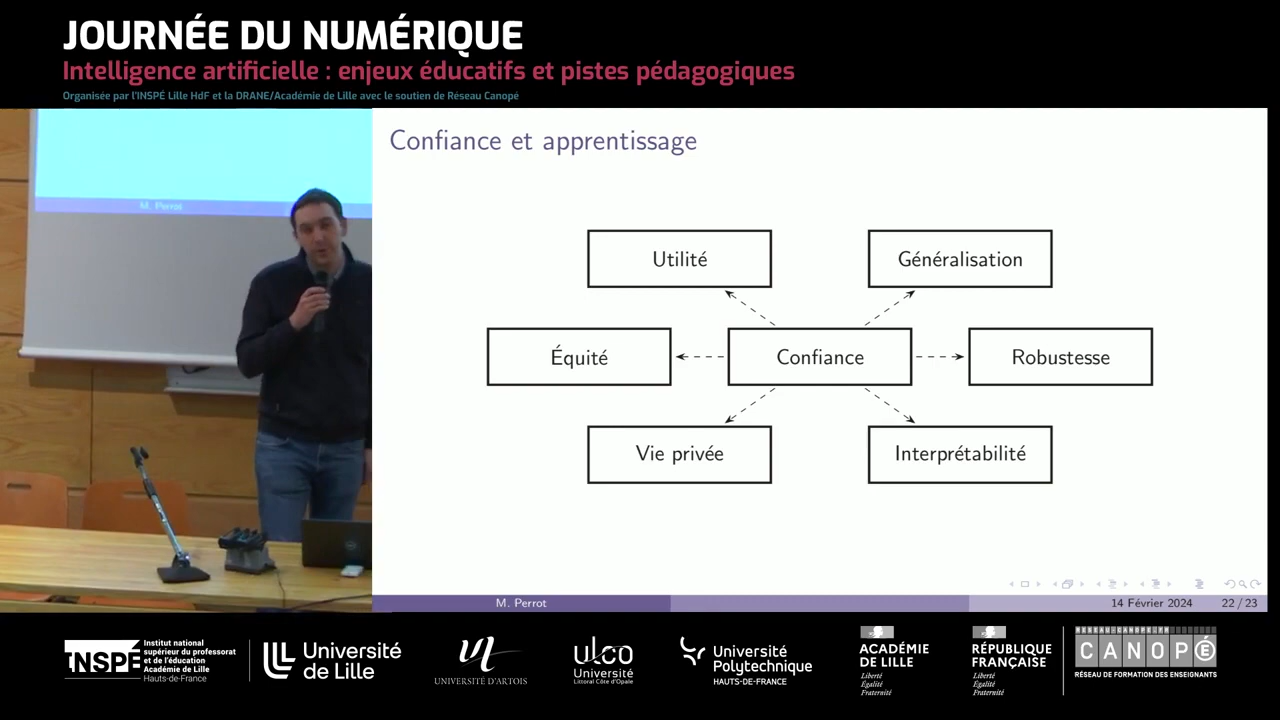 JOURNÉE DU NUMÉRIQUE
Intelligence artificielle : enjeux éducatifs et pistes pédagogiques
Organisée par l'INSPÉ Lille HdF et la DRANE/Académie de Lille avec le soutien de Réseau Canopé
M. Perrot
Confiance et apprentissage
Utilité
Généralisation
Équité
Confiance
Robustesse
Vie privée
Interprétabilité
M. Perrot
14 Février 2024
22 / 23
INSPÉ
Institut national
supérieur du professorat
et de l'éducation
Académie de Lille
Hauts-de-France
Université
de Lille
UNIVERSITÉ D'ARTOIS
ulco
Université
Littoral Côte d'Opale
Université
Polytechnique
HAUTS-DE-FRANCE
ACADÉMIE
DE LILLE
Liberté
Égalité
Fraternité
RÉPUBLIQUE
FRANÇAISE
Liberté
Égalité
Fraternité
RESEAU-CANOPE.FR
CANOPÉ
RÉSEAU DE FORMATION DES ENSEIGNANTS